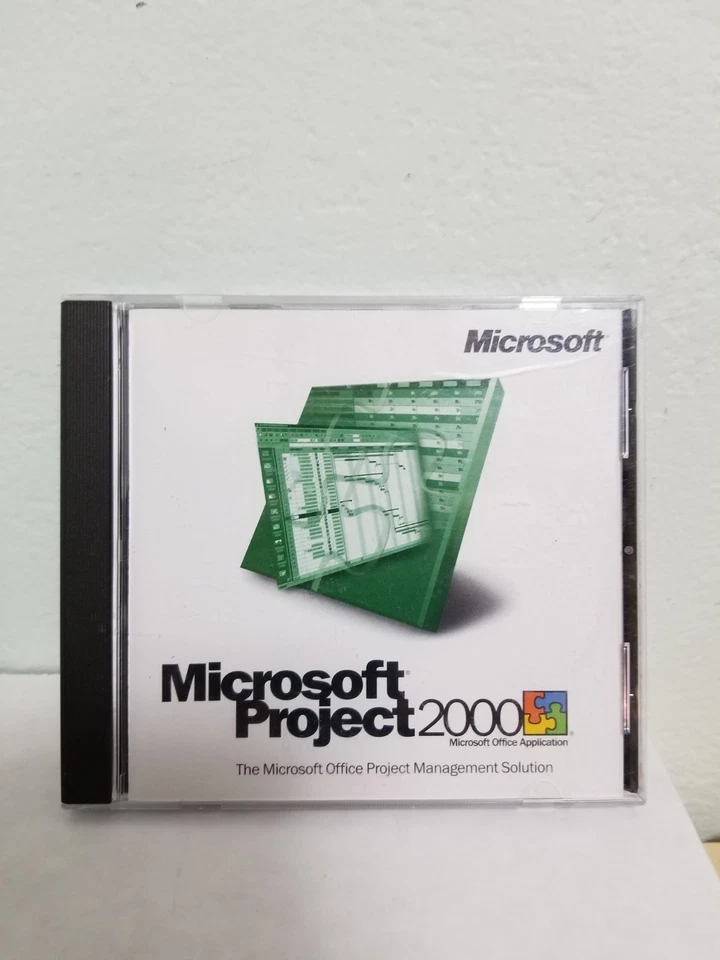 Microsoft
Microsoft®
Project 2000
Microsoft Office Application
The Microsoft Office Project Management Solution